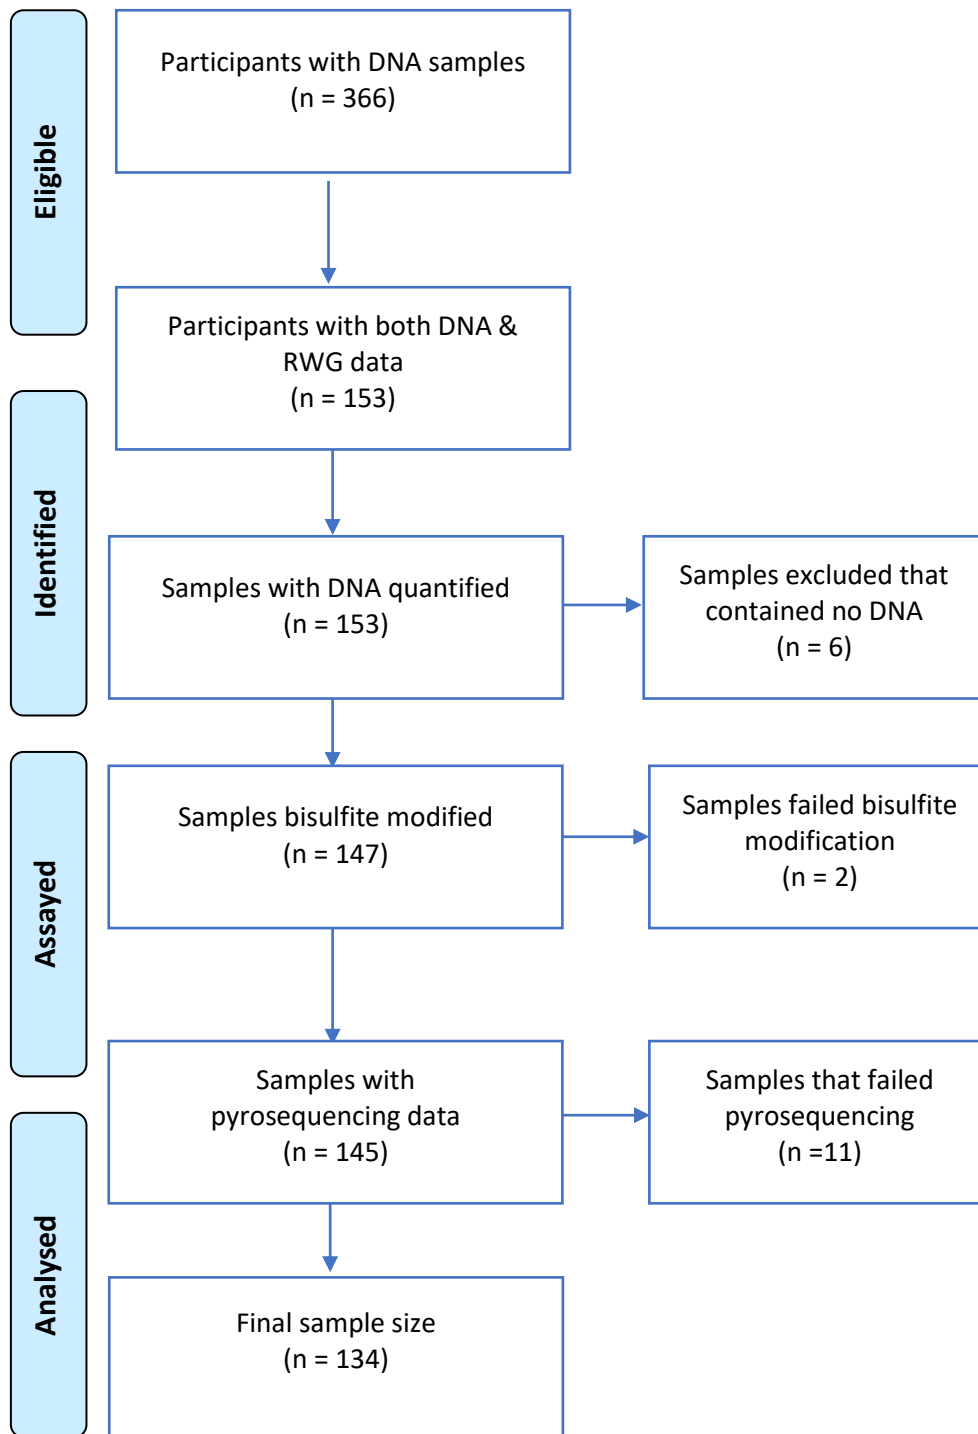 Eligible
Participants with DNA samples
(n = 366)
Participants with both DNA &
RWG data
(n = 153)
Identified
Samples with DNA quantified
(n = 153)
Samples excluded that
contained no DNA
(n = 6)
Assayed
Samples bisulfite modified
(n = 147)
Samples failed bisulfite
modification
(n = 2)
Samples with
pyrosequencing data
(n = 145)
Samples that failed
pyrosequencing
(n =11)
Analysed
Final sample size
(n = 134)